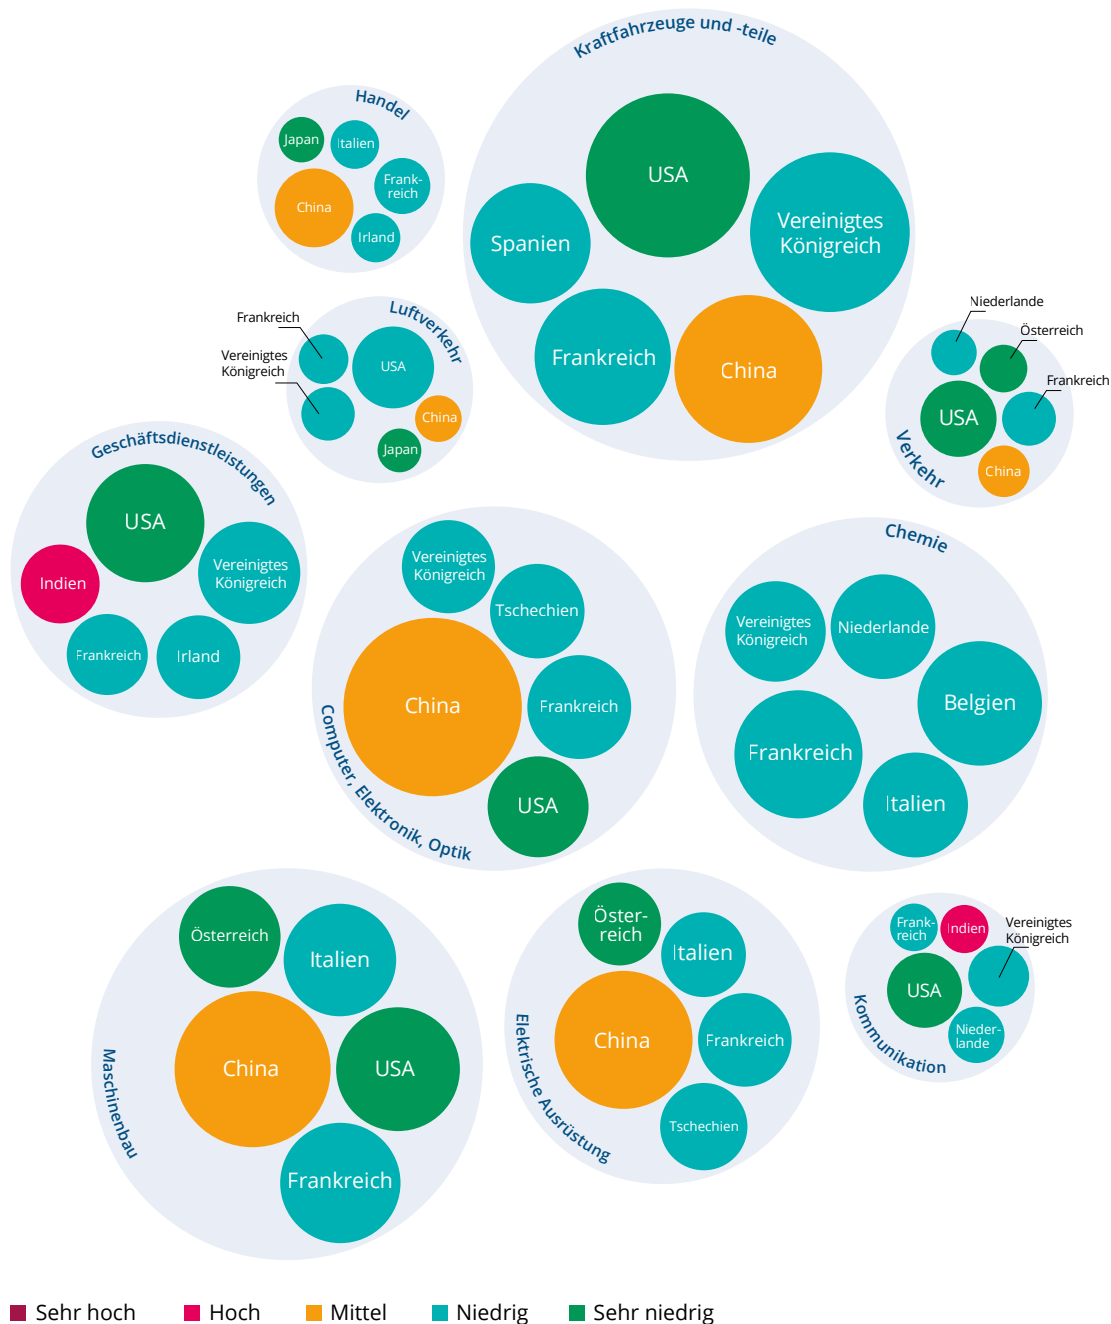 Kraftfahrzeuge und -teile
USA
Vereinigtes
Königreich
Spanien
Frankreich
China
Handel
Japan
Italien
Frank-
reich
China
Irland
Luftverkehr
Frankreich
Vereinigtes
Königreich
USA
China
Japan
Niederlande
Österreich
Frankreich
USA
China
Verkehr
Geschäftsdienstleistungen
USA
Indien
Vereinigtes
Königreich
Frankreich
Irland
Vereinigtes
Königreich
Tschechien
China
Frankreich
USA
Computer, Elektronik, Optik
Chemie
Vereinigtes
Königreich
Niederlande
Belgien
Frankreich
Italien
Österreich
Italien
China
USA
Frankreich
Maschinenbau
Öster-
reich
Italien
China
Frankreich
Tschechien
Elektrische Ausrüstung
Frank-
reich
Indien
Vereinigtes
Königreich
USA
Nieder-
lande
Kommunikation
Sehr hoch
Hoch
Mittel
Niedrig
Sehr niedrig